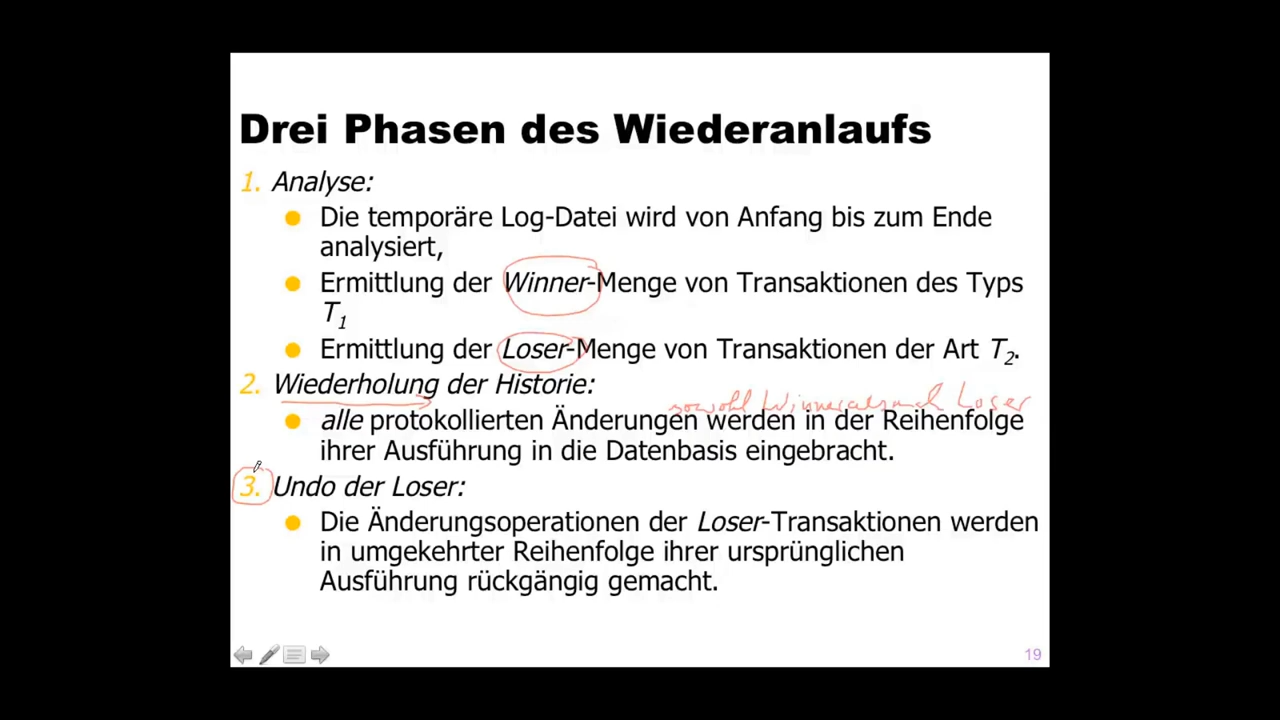 Drei Phasen des Wiederanlaufs
1. Analyse:
Die temporäre Log-Datei wird von Anfang bis zum Ende
analysiert,
Ermittlung der Winner-Menge von Transaktionen des Typs
T1
Ermittlung der Loser-Menge von Transaktionen der Art T2.
2. Wiederholung der Historie:
sowohl Winner als auch Loser
alle protokollierten Änderungen werden in der Reihenfolge
ihrer Ausführung in die Datenbasis eingebracht.
3. Undo der Loser:
Die Änderungsoperationen der Loser-Transaktionen werden
in umgekehrter Reihenfolge ihrer ursprünglichen
Ausführung rückgängig gemacht.
19